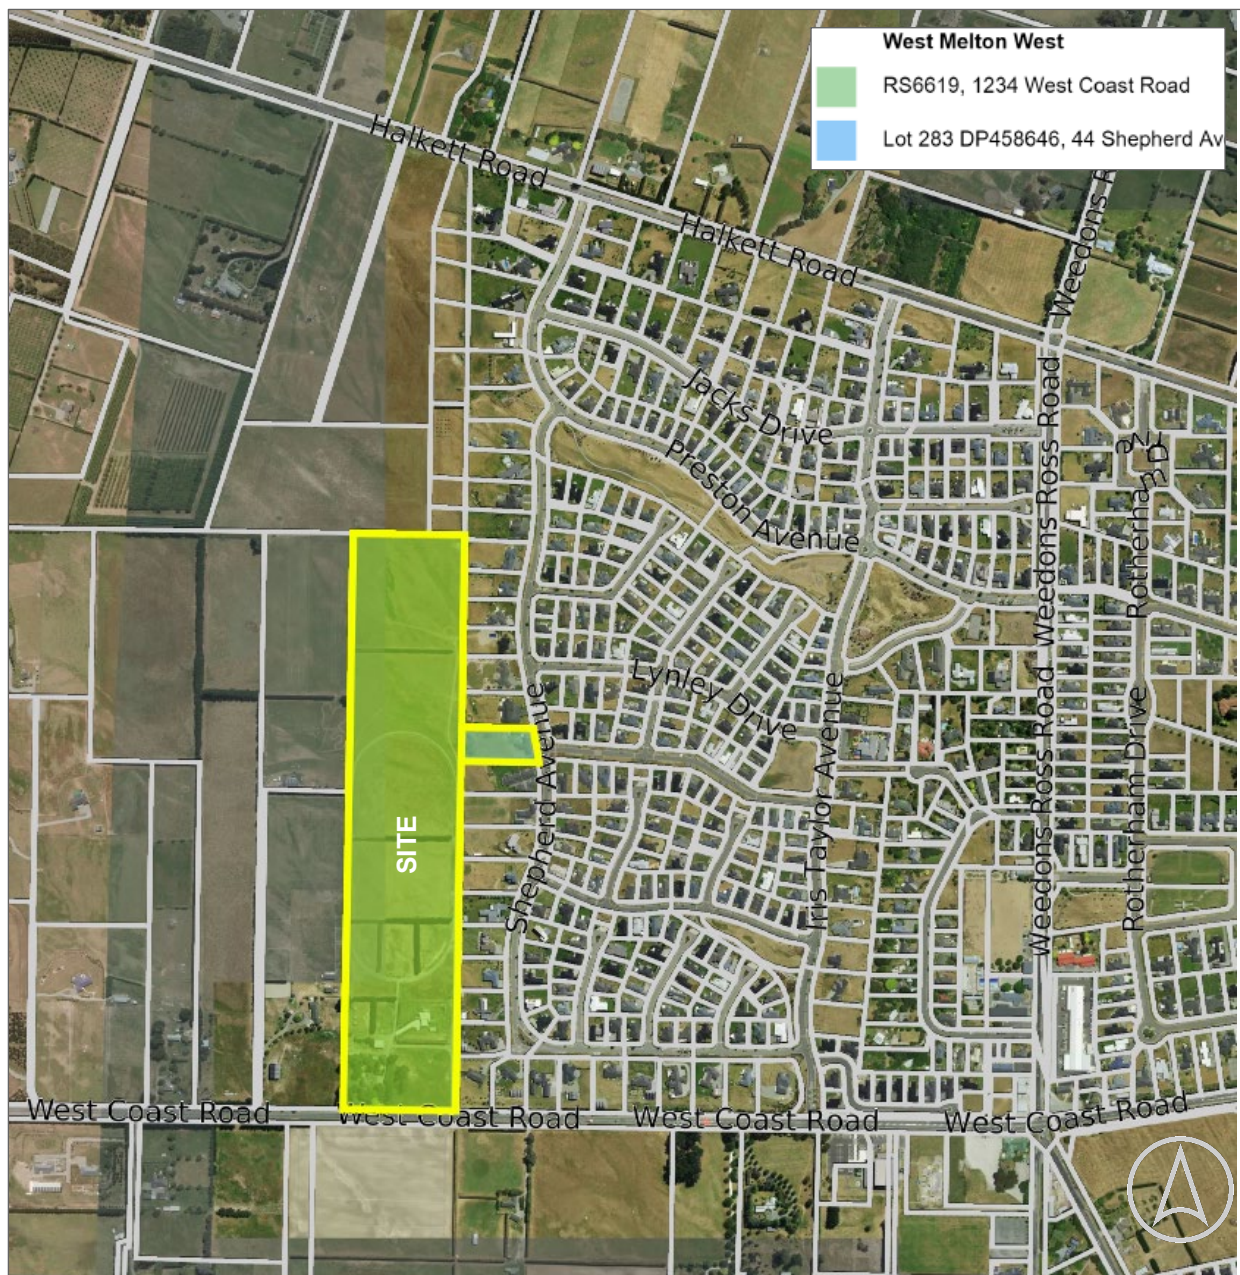 West Melton West
RS6619, 1234 West Coast Road
Lot 283 DP458646, 44 Shepherd Av
Halkett Road
Halkett Road
Weedons R
Jacks Drive
Preston Avenue
Weedons Ross Road
Rotherham
Lynley Drive
Shepherd Avenue
Iris Taylor Avenue
Weedons Ross Road
Rotherham Drive
SITE
West Coast Road
West Coast Road
West Coast Road
West Coast Road